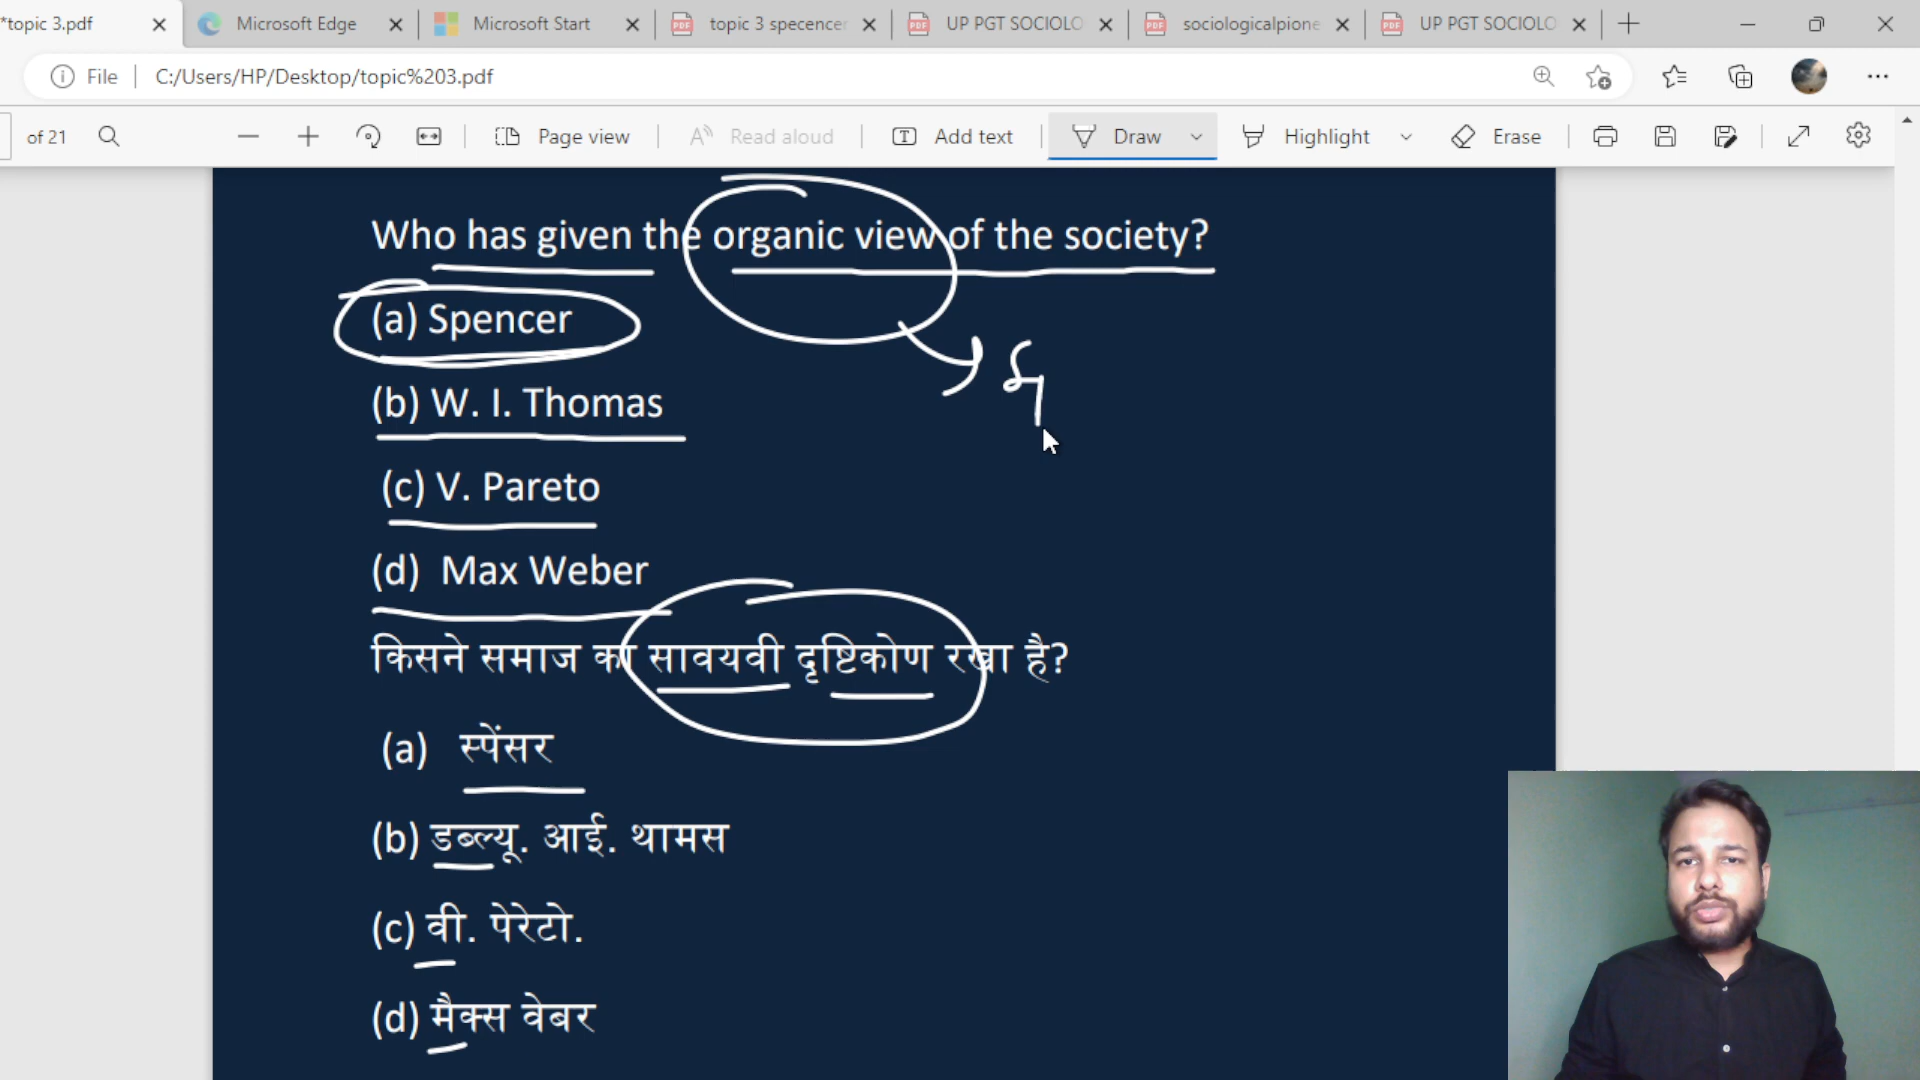 *topic 3.pdf
Microsoft Edge
Microsoft Start
topic 3 specencer
UP PGT SOCIOLO
sociologicalpione
UP PGT SOCIOLO
File
C:/Users/HP/Desktop/topic%203.pdf
of 21
Page view
Read aloud
Add text
Draw
Highlight
Erase
Who has given the organic view of the society?
(a) Spencer
(b) W. I. Thomas
(c) V. Pareto
(d) Max Weber
किसने समाज का सावयवी दृष्टिकोण रखा है?
(a) स्पेंसर
(b) डब्ल्यू. आई. थामस
(c) वी. पेरेटो.
(d) मैक्स वेबर